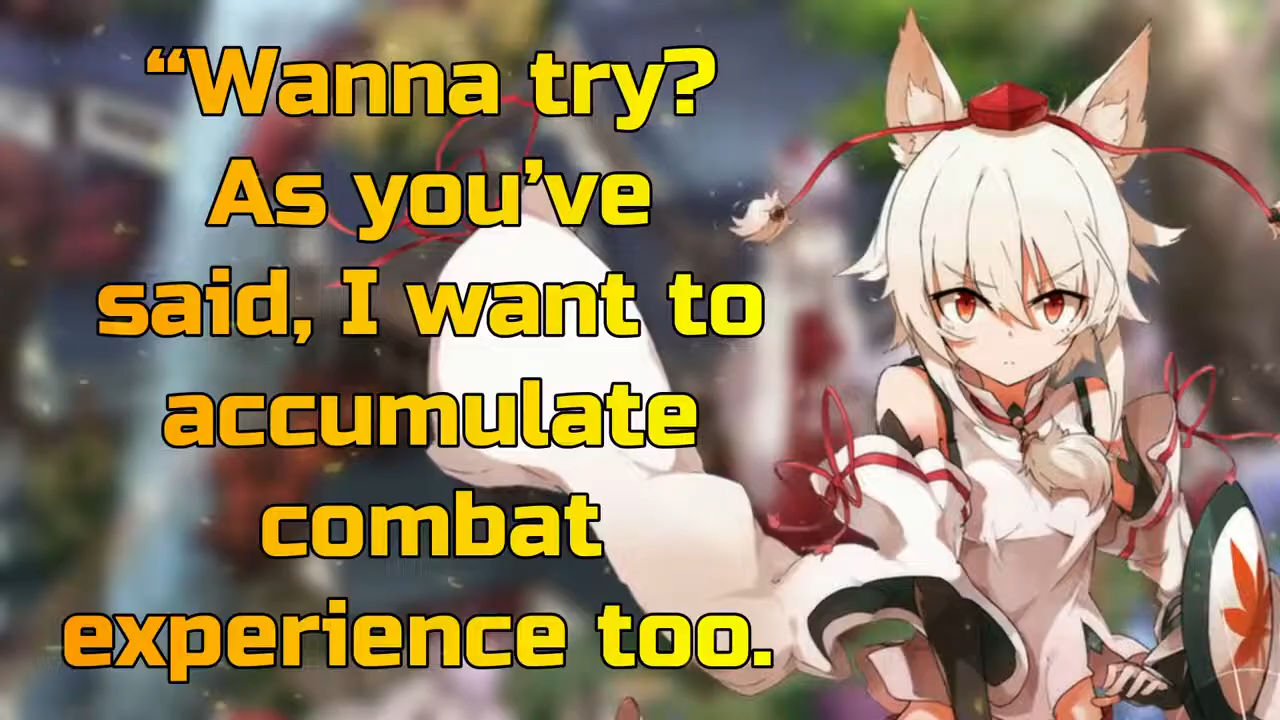 “Wanna try?
As you’ve
said, I want to
accumulate
combat
experience too.